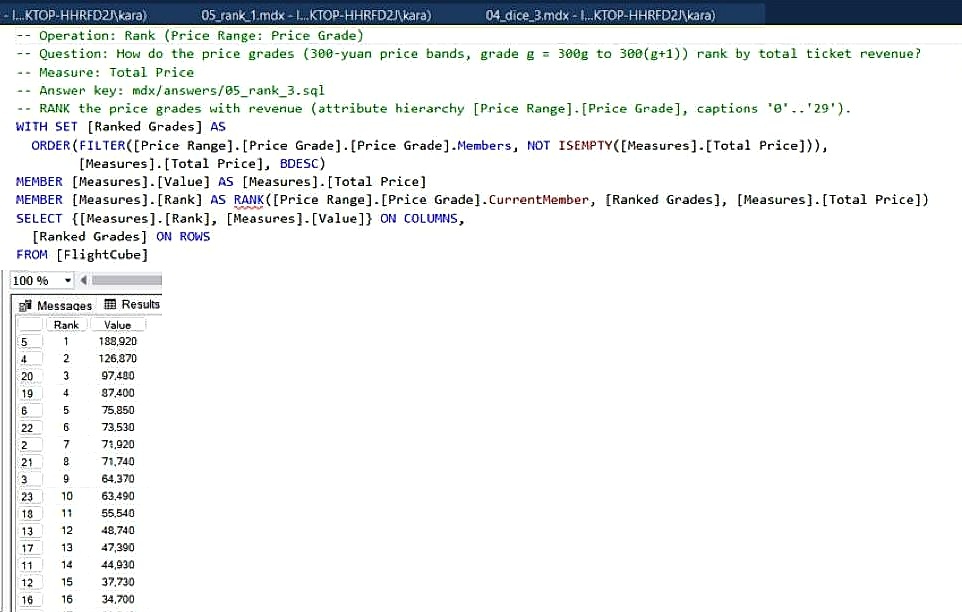 - I...KTOP-HHRFD2J\kara) 05_rank_1.mdx - I...KTOP-HHRFD2J\kara) 04_dice_3.mdx - I...KTOP-HHRFD2J\kara)
-- Operation: Rank (Price Range: Price Grade)
-- Question: How do the price grades (300-yuan price bands, grade g = 300g to 300(g+1)) rank by total ticket revenue?
-- Measure: Total Price
-- Answer key: mdx/answers/05_rank_3.sql
-- RANK the price grades with revenue (attribute hierarchy [Price Range].[Price Grade], captions '0'..'29').
WITH SET [Ranked Grades] AS
ORDER(FILTER([Price Range].[Price Grade].[Price Grade].Members, NOT ISEMPTY([Measures].[Total Price])),
[Measures].[Total Price], BDESC)
MEMBER [Measures].[Value] AS [Measures].[Total Price]
MEMBER [Measures].[Rank] AS RANK([Price Range].[Price Grade].CurrentMember, [Ranked Grades], [Measures].[Total Price])
SELECT {[Measures].[Rank], [Measures].[Value]} ON COLUMNS,
[Ranked Grades] ON ROWS
FROM [FlightCube]
100 %
Messages Results
Rank Value
5 1 188,920
4 2 126,870
20 3 97,480
19 4 87,400
6 5 75,850
22 6 73,530
2 7 71,920
21 8 71,740
3 9 64,370
23 10 63,490
18 11 55,540
13 12 48,740
17 13 47,390
11 14 44,930
12 15 37,730
16 16 34,700